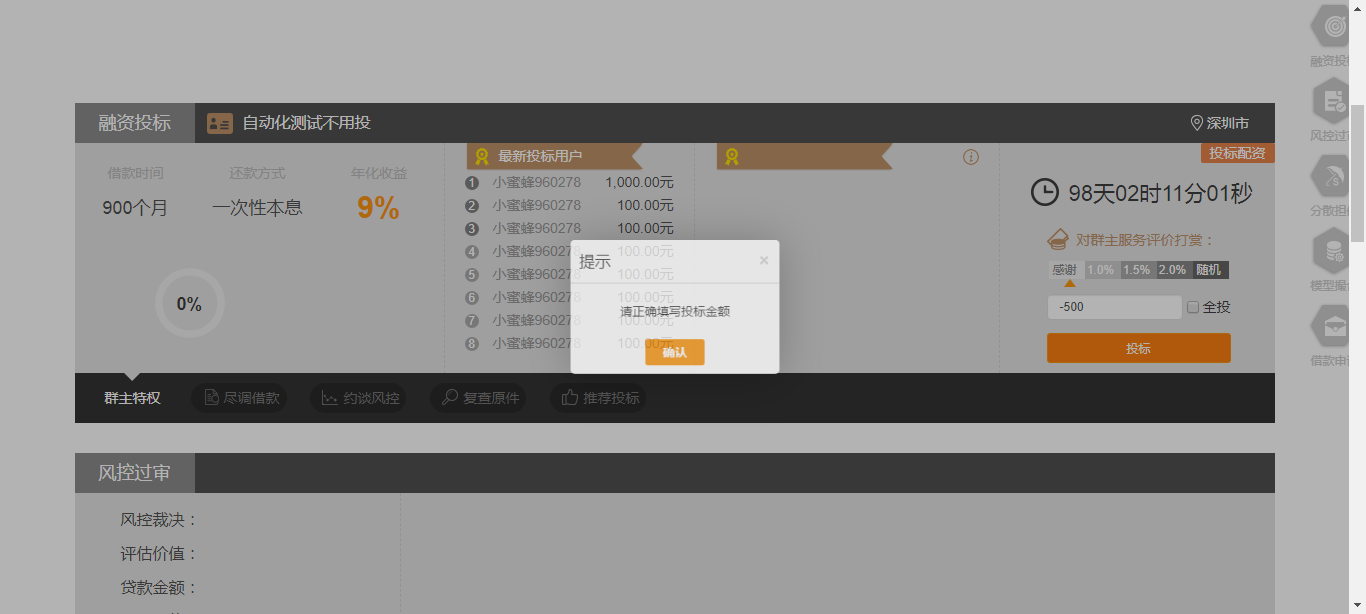 融资投标
自动化测试不用投
深圳市
借款时间
还款方式
年化收益
900个月
一次性本息
9%
0%
最新投标用户
1 小蜜蜂960278 1,000.00元
2 小蜜蜂960278 100.00元
3 小蜜蜂960278 100.00元
4 小蜜蜂960278 100.00元
5 小蜜蜂960278 100.00元
6 小蜜蜂960278 100.00元
7 小蜜蜂960278 100.00元
8 小蜜蜂960278 100.00元
投标配资
98天02时11分01秒
对群主服务评价打赏：
感谢 1.0% 1.5% 2.0% 随机
-500
全投
投标
提示
×
请正确填写投标金额
确认
群主特权
尽调借款
约谈风控
复查原件
推荐投标
风控过审
风控裁决：
评估价值：
贷款金额：
融资投
风控过
分散担
模型
借款申